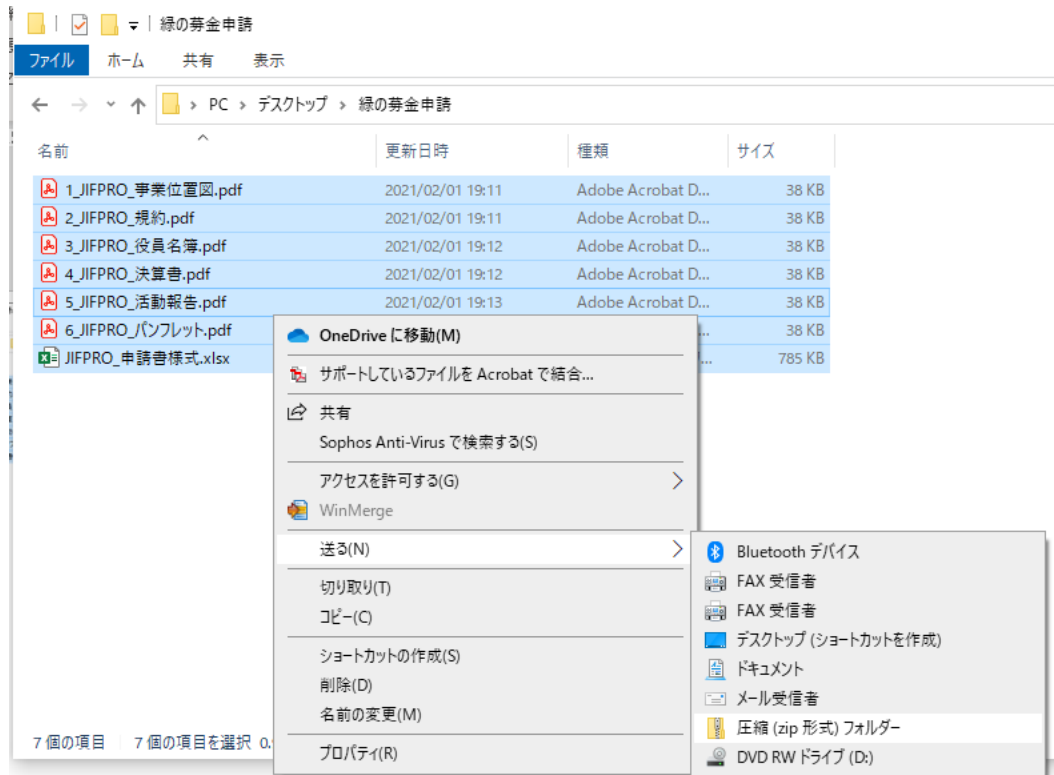 緑の募金申請
ファイル ホーム 共有 表示
PC › デスクトップ › 緑の募金申請
名前 更新日時 種類 サイズ
1_JIFPRO_事業位置図.pdf 2021/02/01 19:11 Adobe Acrobat D... 38 KB
2_JIFPRO_規約.pdf 2021/02/01 19:11 Adobe Acrobat D... 38 KB
3_JIFPRO_役員名簿.pdf 2021/02/01 19:12 Adobe Acrobat D... 38 KB
4_JIFPRO_決算書.pdf 2021/02/01 19:12 Adobe Acrobat D... 38 KB
5_JIFPRO_活動報告.pdf 2021/02/01 19:13 Adobe Acrobat D... 38 KB
6_JIFPRO_パンフレット.pdf 38 KB
JIFPRO_申請書様式.xlsx 785 KB
OneDrive に移動(M)
サポートしているファイルを Acrobat で結合...
共有
Sophos Anti-Virus で検索する(S)
アクセスを許可する(G)
WinMerge
送る(N)
切り取り(T)
コピー(C)
ショートカットの作成(S)
削除(D)
名前の変更(M)
プロパティ(R)
Bluetooth デバイス
FAX 受信者
FAX 受信者
デスクトップ (ショートカットを作成)
ドキュメント
メール受信者
圧縮 (zip 形式) フォルダー
DVD RW ドライブ (D:)
7 個の項目 7 個の項目を選択